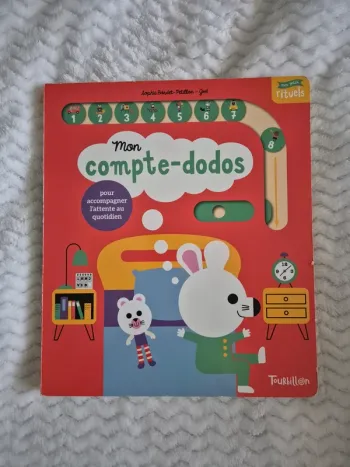 mes petits
rituels
1 2 3 4 5 6 7
8
Mon
compte-dodos
pour
accompagner
l'attente au
quotidien
TOURbiLLON